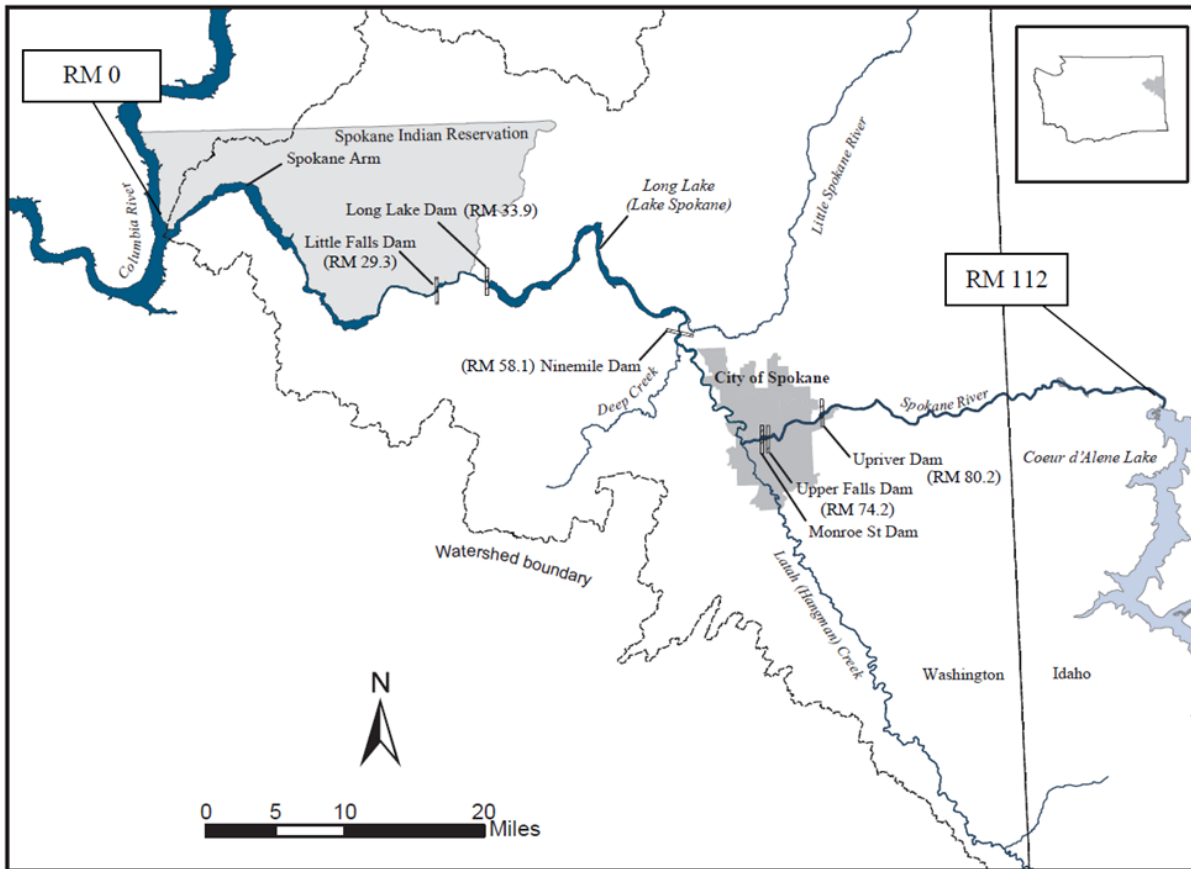 RM 0
Spokane Indian Reservation
Spokane Arm
Columbia River
Long Lake Dam (RM 33.9)
Little Falls Dam
(RM 29.3)
Long Lake
(Lake Spokane)
Little Spokane River
RM 112
(RM 58.1) Ninemile Dam
Deep Creek
City of Spokane
Spokane River
Coeur d'Alene Lake
Upriver Dam
(RM 80.2)
Upper Falls Dam
(RM 74.2)
Monroe St Dam
Watershed boundary
Latah (Hangman) Creek
Washington
Idaho
N
0 5 10 20
Miles